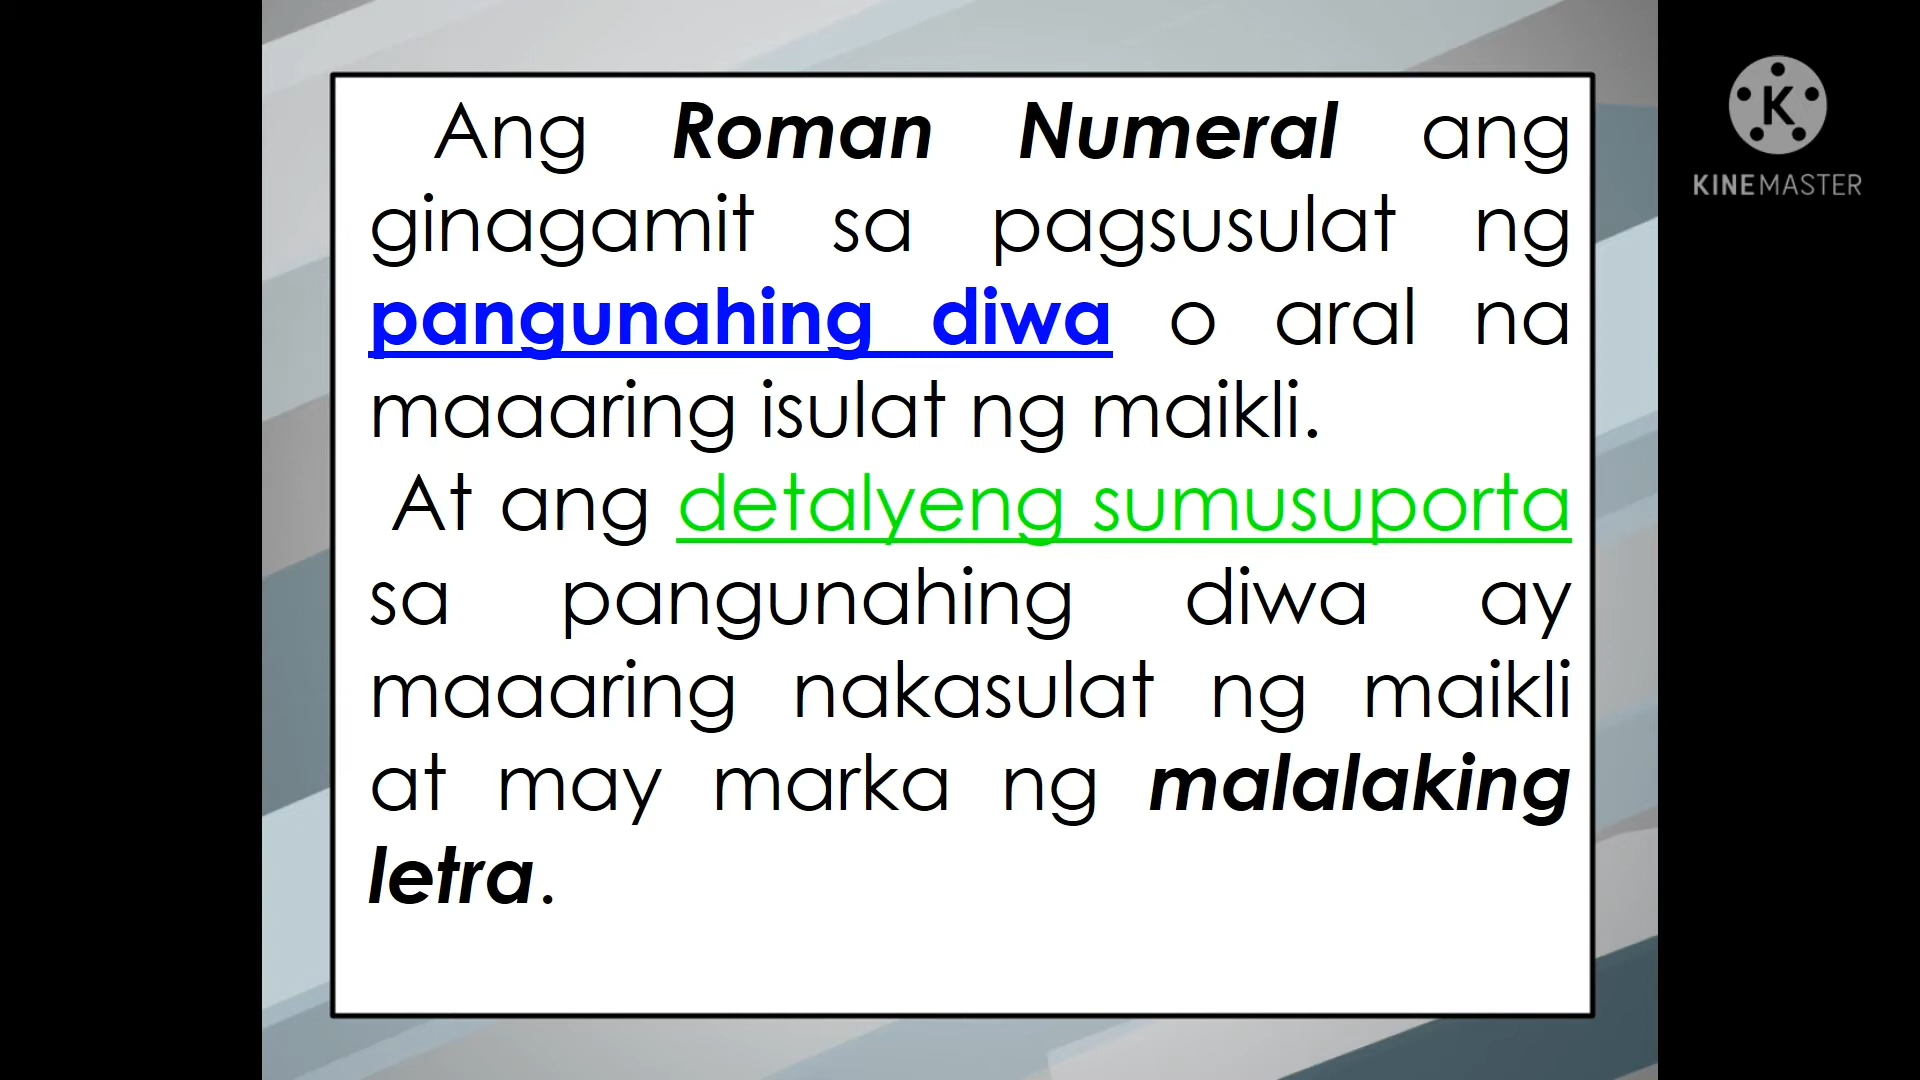 Ang Roman Numeral ang
ginagamit sa pagsusulat ng
pangunahing diwa o aral na
maaaring isulat ng maikli.
At ang detalyeng sumusuporta
sa pangunahing diwa ay
maaaring nakasulat ng maikli
at may marka ng malalaking
letra.
K
KINEMASTER